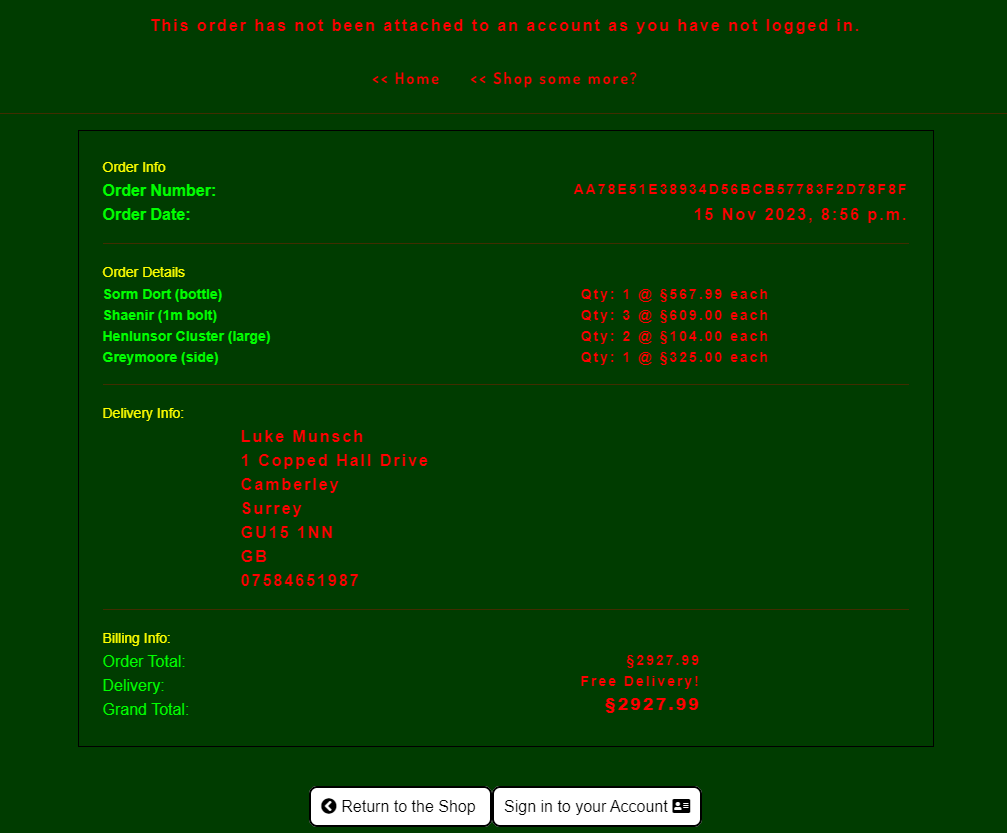 This order has not been attached to an account as you have not logged in.
<< Home << Shop some more?
Order Info
Order Number: AA78E51E38934D56BCB57783F2D78F8F
Order Date: 15 Nov 2023, 8:56 p.m.
Order Details
Sorm Dort (bottle) Qty: 1 @ §567.99 each
Shaenir (1m bolt) Qty: 3 @ §609.00 each
Henlunsor Cluster (large) Qty: 2 @ §104.00 each
Greymoore (side) Qty: 1 @ §325.00 each
Delivery Info:
Luke Munsch
1 Copped Hall Drive
Camberley
Surrey
GU15 1NN
GB
07584651987
Billing Info:
Order Total: §2927.99
Delivery: Free Delivery!
Grand Total: §2927.99
Return to the Shop Sign in to your Account